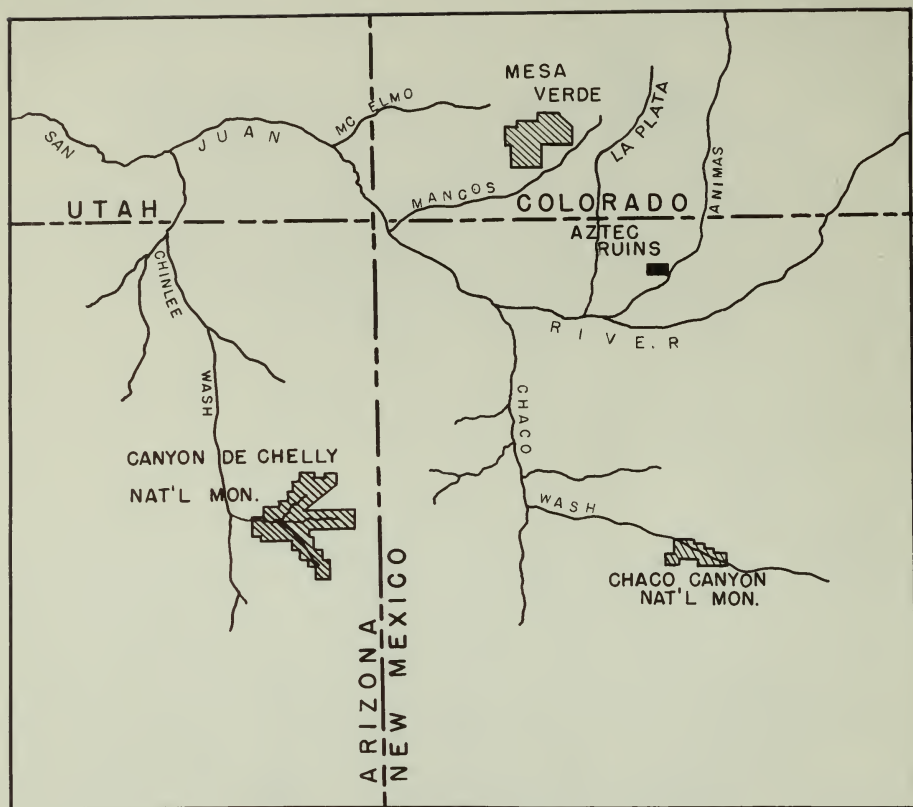 MESA
VERDE
SAN JUAN RIVER
MC ELMO
LA PLATA
ANIMAS
MANCOS
UTAH
COLORADO
AZTEC
RUINS
CHINLEE WASH
CHACO WASH
CANYON DE CHELLY
NAT'L MON.
CHACO CANYON
NAT'L MON.
ARIZONA
NEW MEXICO